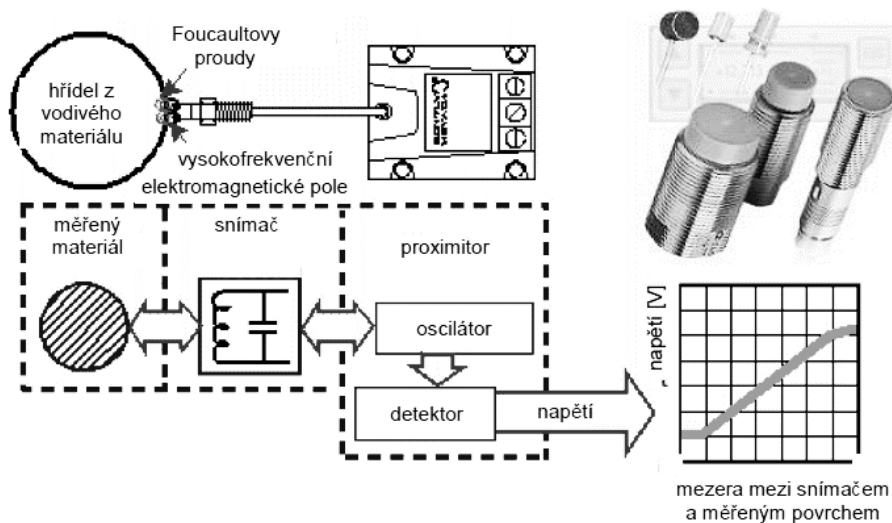 Foucaultovy
proudy
hřídel z
vodivého
materiálu
vysokofrekvenční
elektromagnetické pole
měřený
materiál
snímač
proximitor
oscilátor
detektor
napětí
napětí [V]
mezera mezi snímačem
a měřeným povrchem